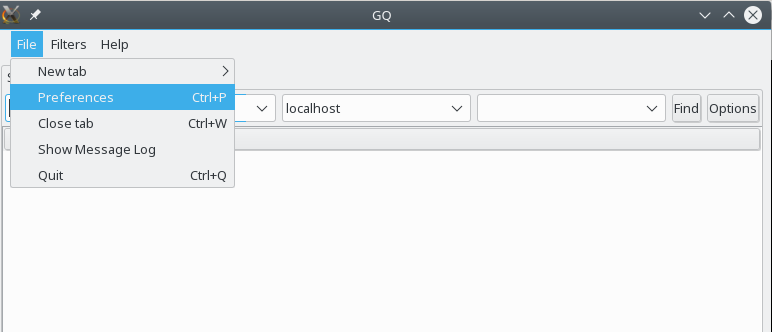 GQ
File Filters Help
New tab
Preferences Ctrl+P
localhost Find Options
Close tab Ctrl+W
Show Message Log
Quit Ctrl+Q